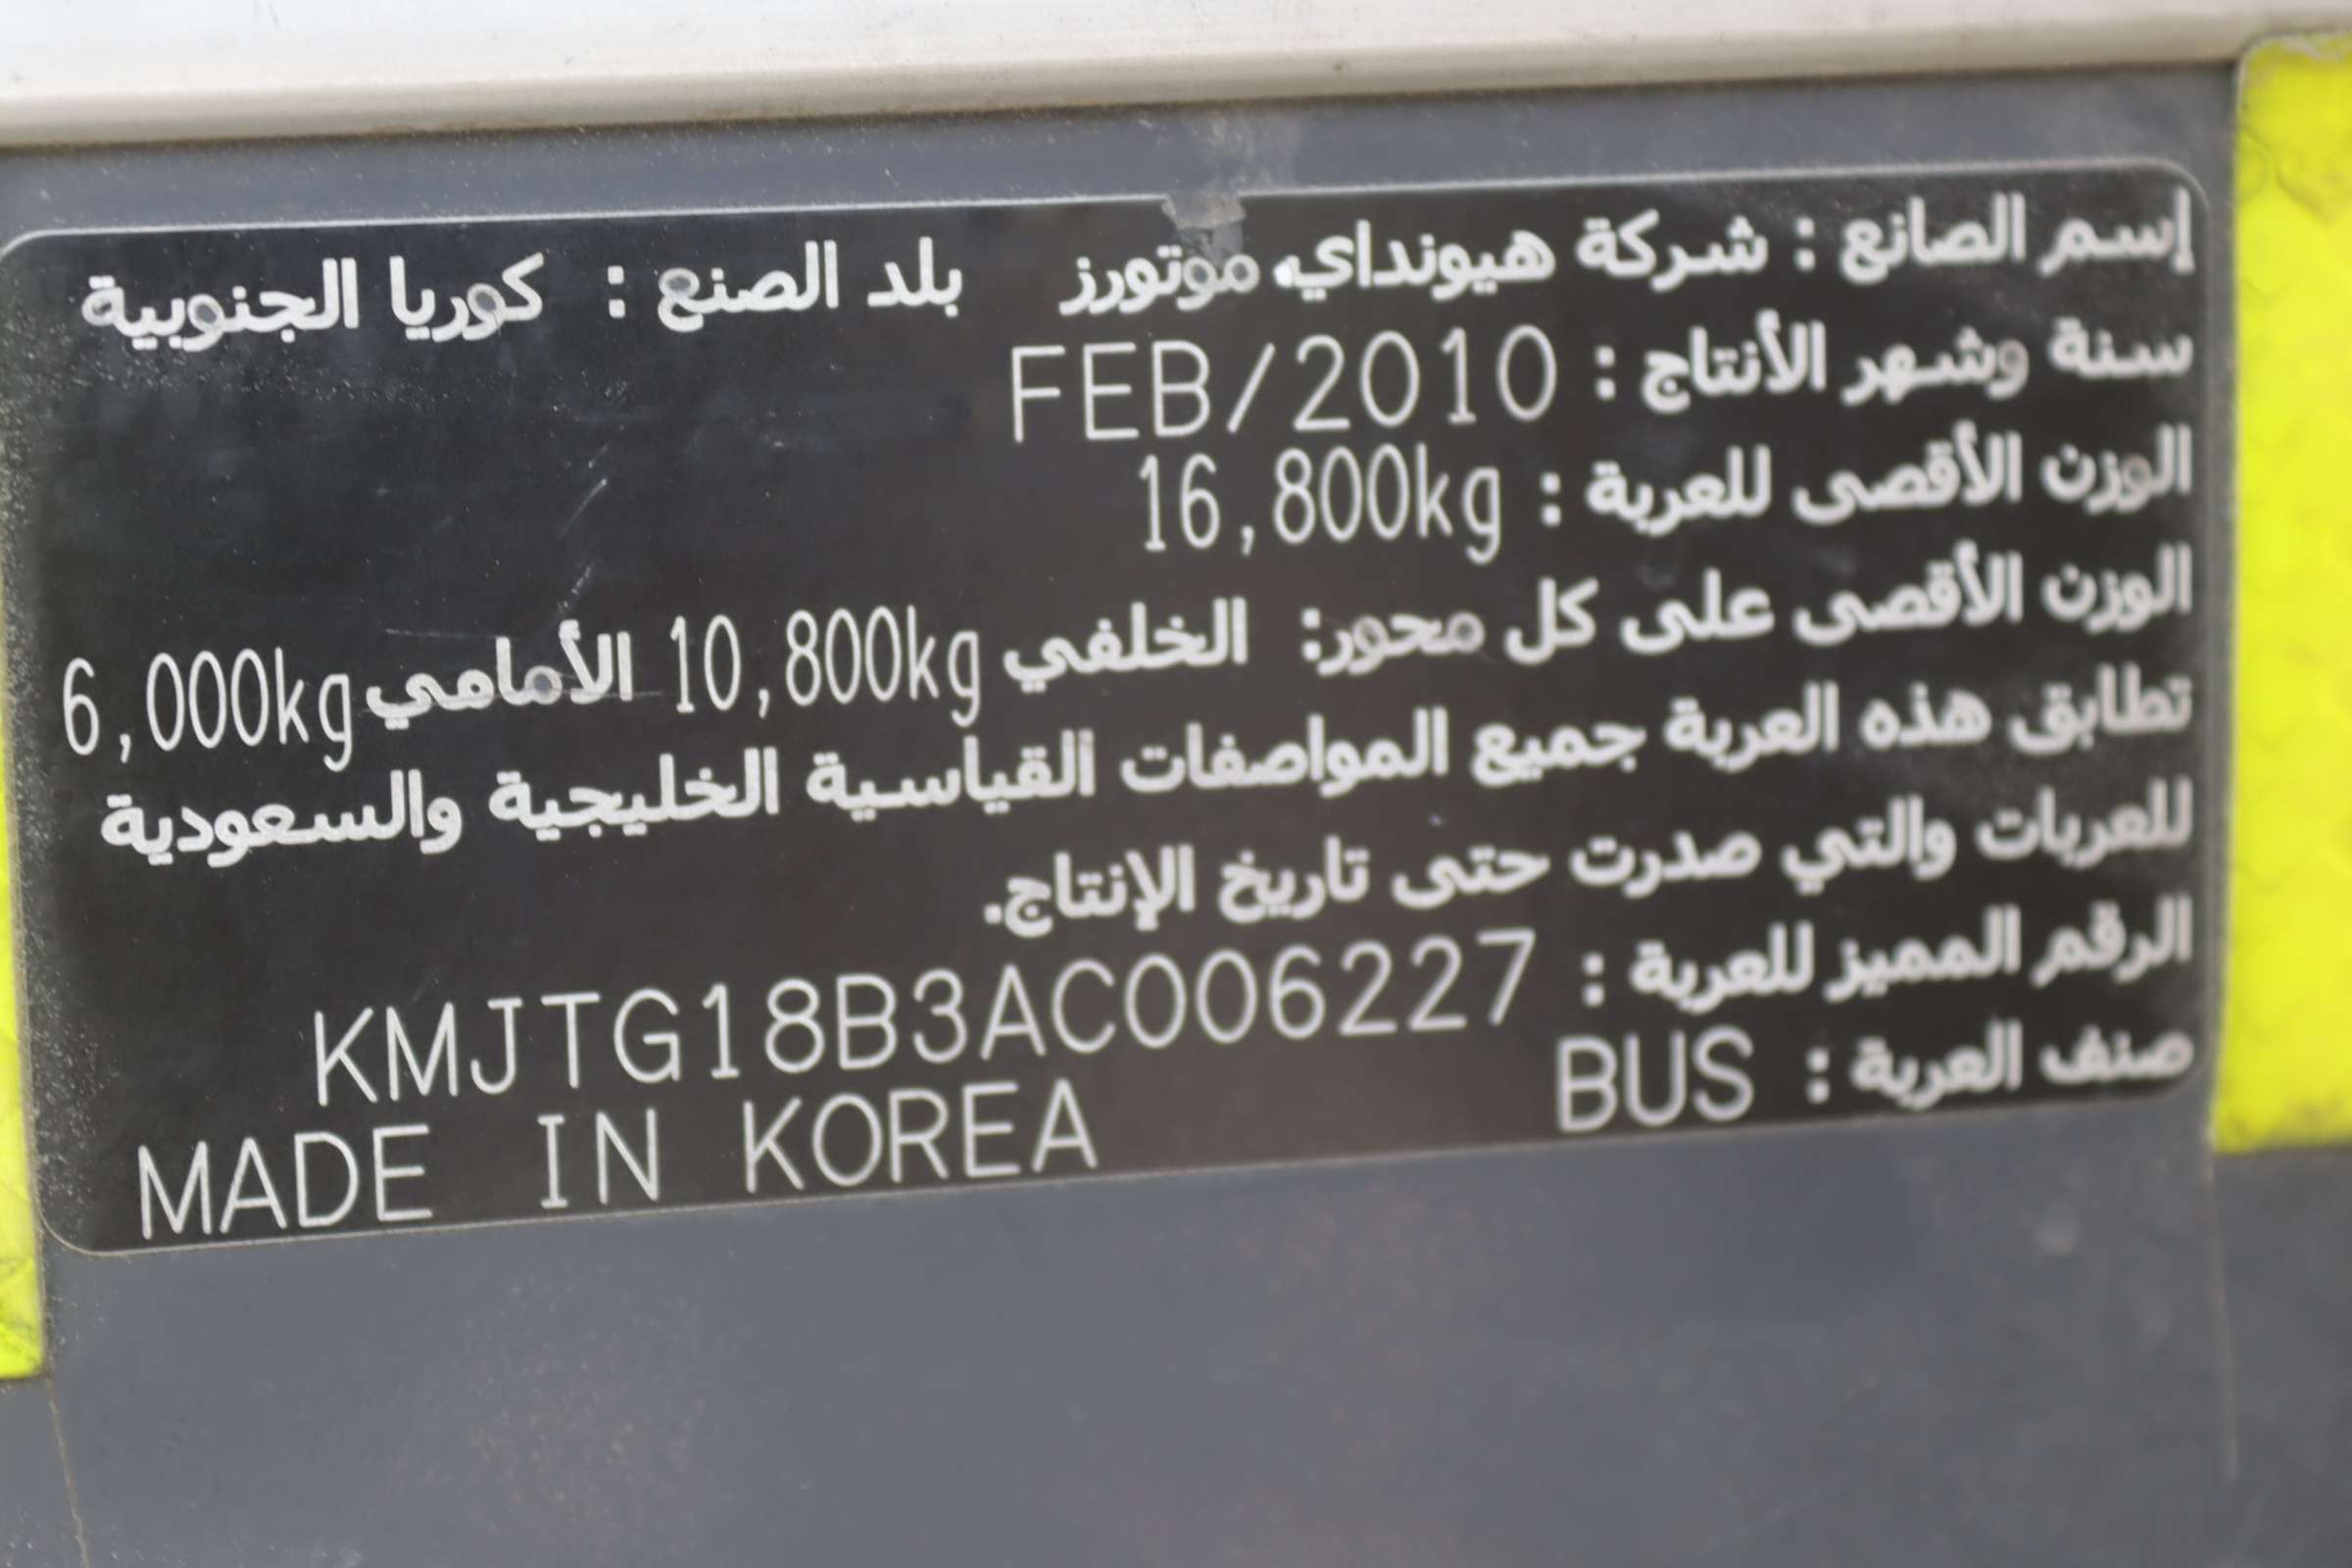 إسم الصانع : شركة هيونداي موتورز بلد الصنع : كوريا الجنوبية
سنة وشهر الأنتاج : FEB/2010
الوزن الأقصى للعربة : 16,800kg
الوزن الأقصى على كل محور: الخلفي 10,800kg الأمامي 6,000kg
تطابق هذه العربة جميع المواصفات القياسية الخليجية والسعودية
للعربات والتي صدرت حتى تاريخ الإنتاج.
الرقم المميز للعربة : KMJTG18B3AC006227
صنف العربة : BUS
MADE IN KOREA